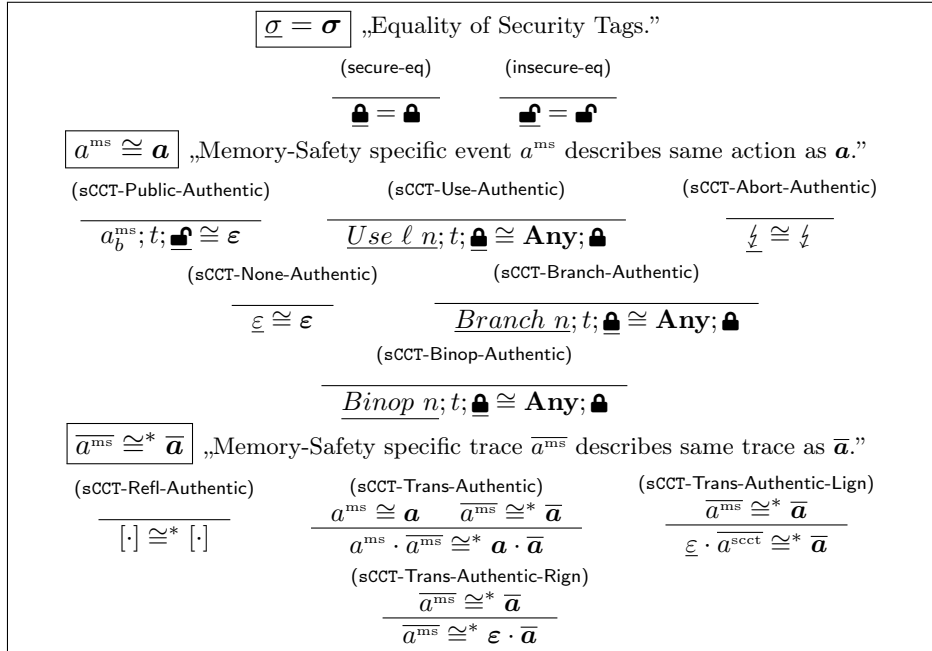 σ = σ „Equality of Security Tags.”
(secure-eq) (insecure-eq)
🔒 = 🔒 🔓 = 🔓
a^ms ≅ a „Memory-Safety specific event a^ms describes same action as a.”
(sCCT-Public-Authentic) (sCCT-Use-Authentic) (sCCT-Abort-Authentic)
a_b^ms; t; 🔓 ≅ ε Use ℓ n; t; 🔒 ≅ Any; 🔒 ↯ ≅ ↯
(sCCT-None-Authentic) (sCCT-Branch-Authentic)
ε ≅ ε Branch n; t; 🔒 ≅ Any; 🔒
(sCCT-Binop-Authentic)
Binop n; t; 🔒 ≅ Any; 🔒
a̅^ms ≅* a̅ „Memory-Safety specific trace a̅^ms describes same trace as a̅.”
(sCCT-Refl-Authentic) (sCCT-Trans-Authentic) (sCCT-Trans-Authentic-Lign)
a^ms ≅ a a̅^ms ≅* a̅ a̅^ms ≅* a̅
[·] ≅* [·] a^ms · a̅^ms ≅* a · a̅ ε · a̅^scct ≅* a̅
(sCCT-Trans-Authentic-Rign)
a̅^ms ≅* a̅
a̅^ms ≅* ε · a̅